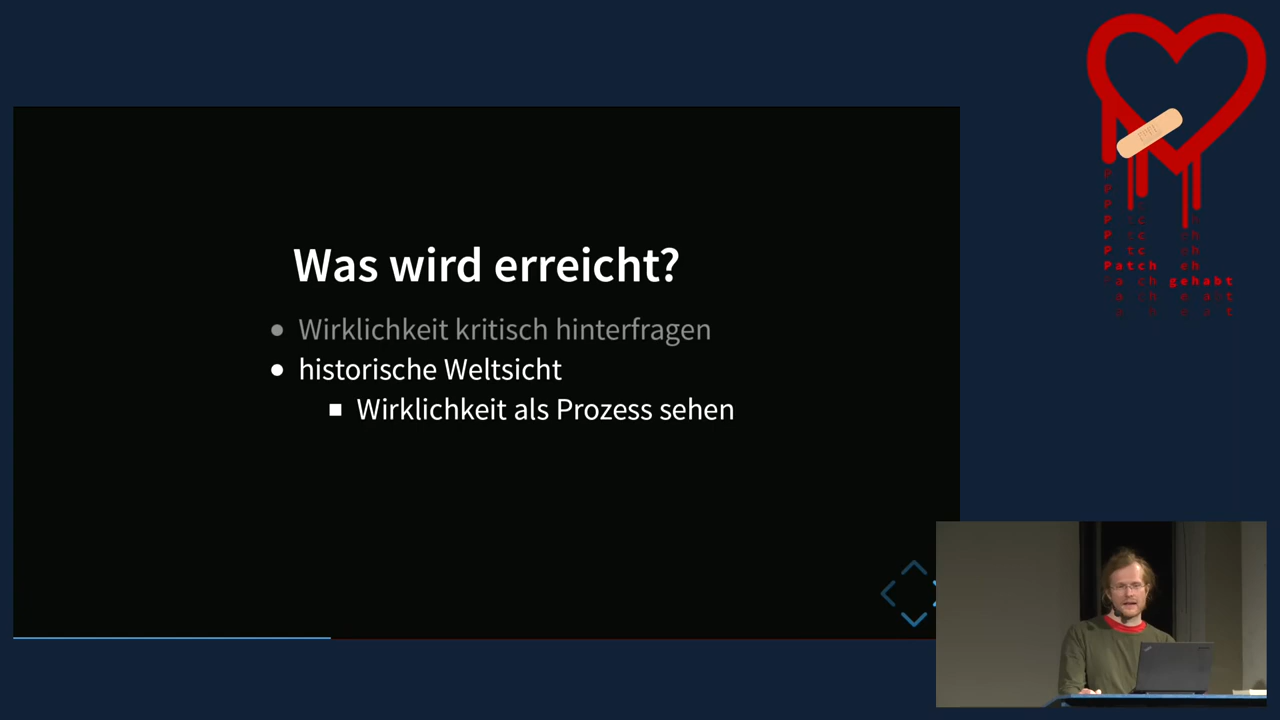 Was wird erreicht?
Wirklichkeit kritisch hinterfragen
historische Weltsicht
Wirklichkeit als Prozess sehen
Patch gehabt